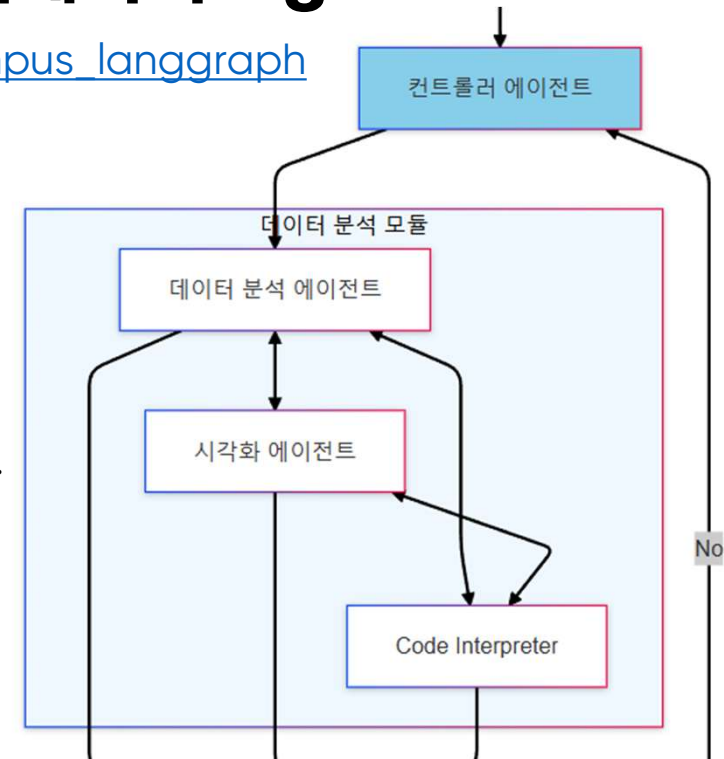 pus_langgraph
컨트롤러 에이전트
데이터 분석 모듈
데이터 분석 에이전트
시각화 에이전트
No
Code Interpreter